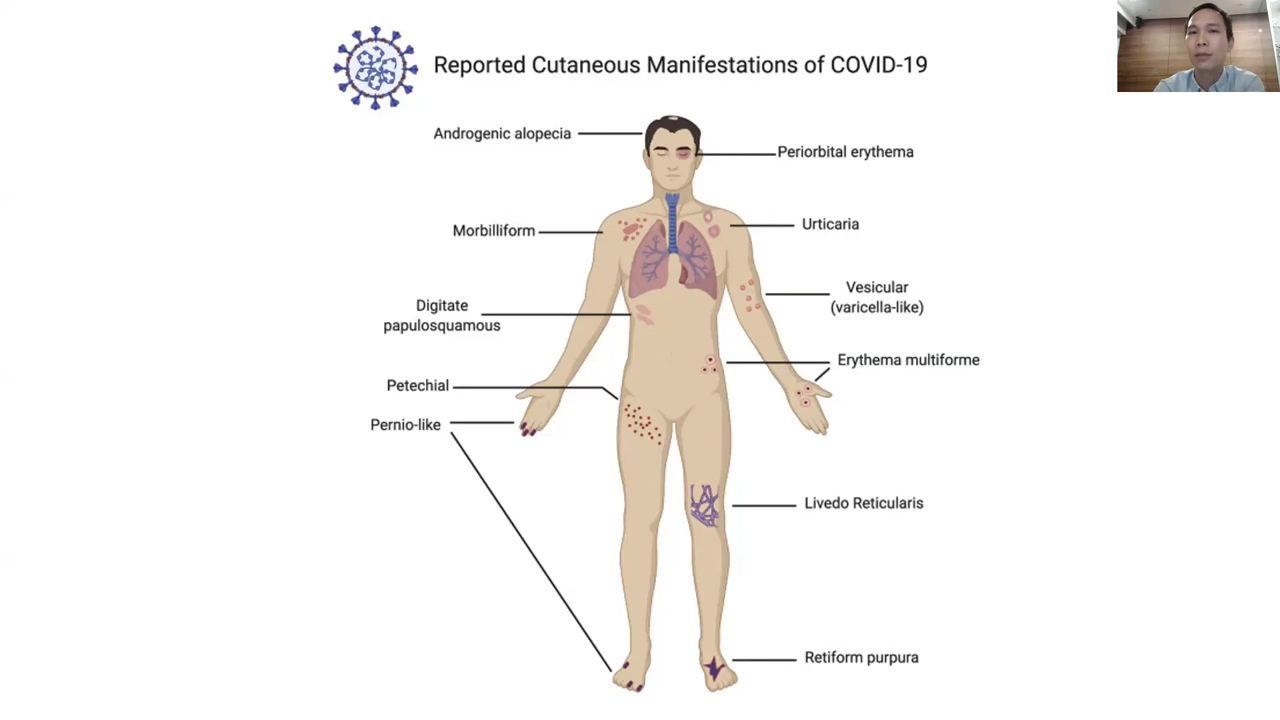 Reported Cutaneous Manifestations of COVID-19
Androgenic alopecia
Periorbital erythema
Morbilliform
Urticaria
Digitate
papulosquamous
Vesicular
(varicella-like)
Erythema multiforme
Petechial
Pernio-like
Livedo Reticularis
Retiform purpura